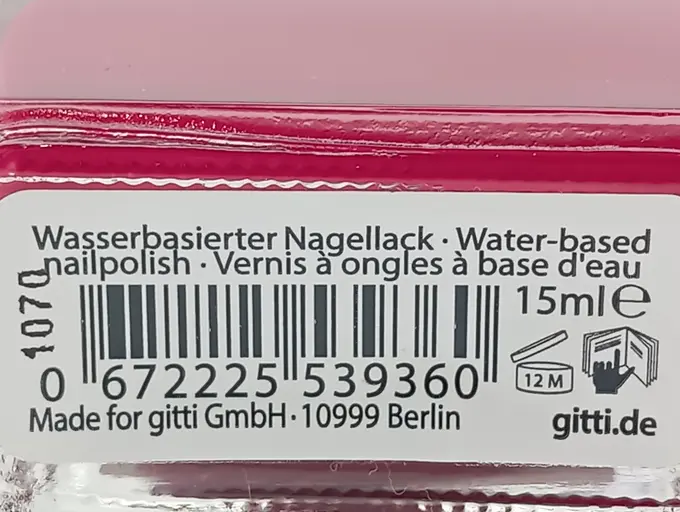 Wasserbasierter Nagellack · Water-based
nailpolish · Vernis à ongles à base d'eau
1070
15ml ℮
0 672225 539360
12 M
Made for gitti GmbH · 10999 Berlin
gitti.de